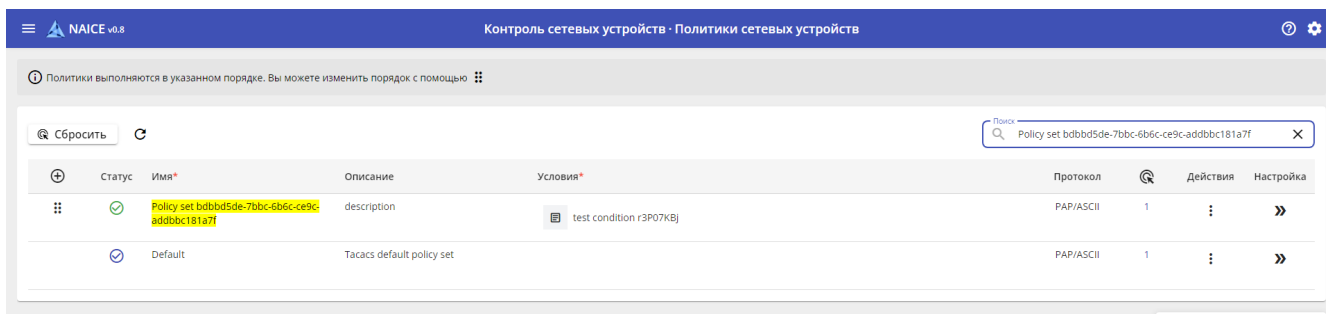 NAICE v0.8
Контроль сетевых устройств · Политики сетевых устройств
Политики выполняются в указанном порядке. Вы можете изменить порядок с помощью
Сбросить
Поиск
Policy set bdbbd5de-7bbc-6b6c-ce9c-addbbc181a7f
Статус Имя* Описание Условия* Протокол Действия Настройка
Policy set bdbbd5de-7bbc-6b6c-ce9c- description test condition r3P07KBj PAP/ASCII 1
addbbc181a7f
Default Tacacs default policy set PAP/ASCII 1